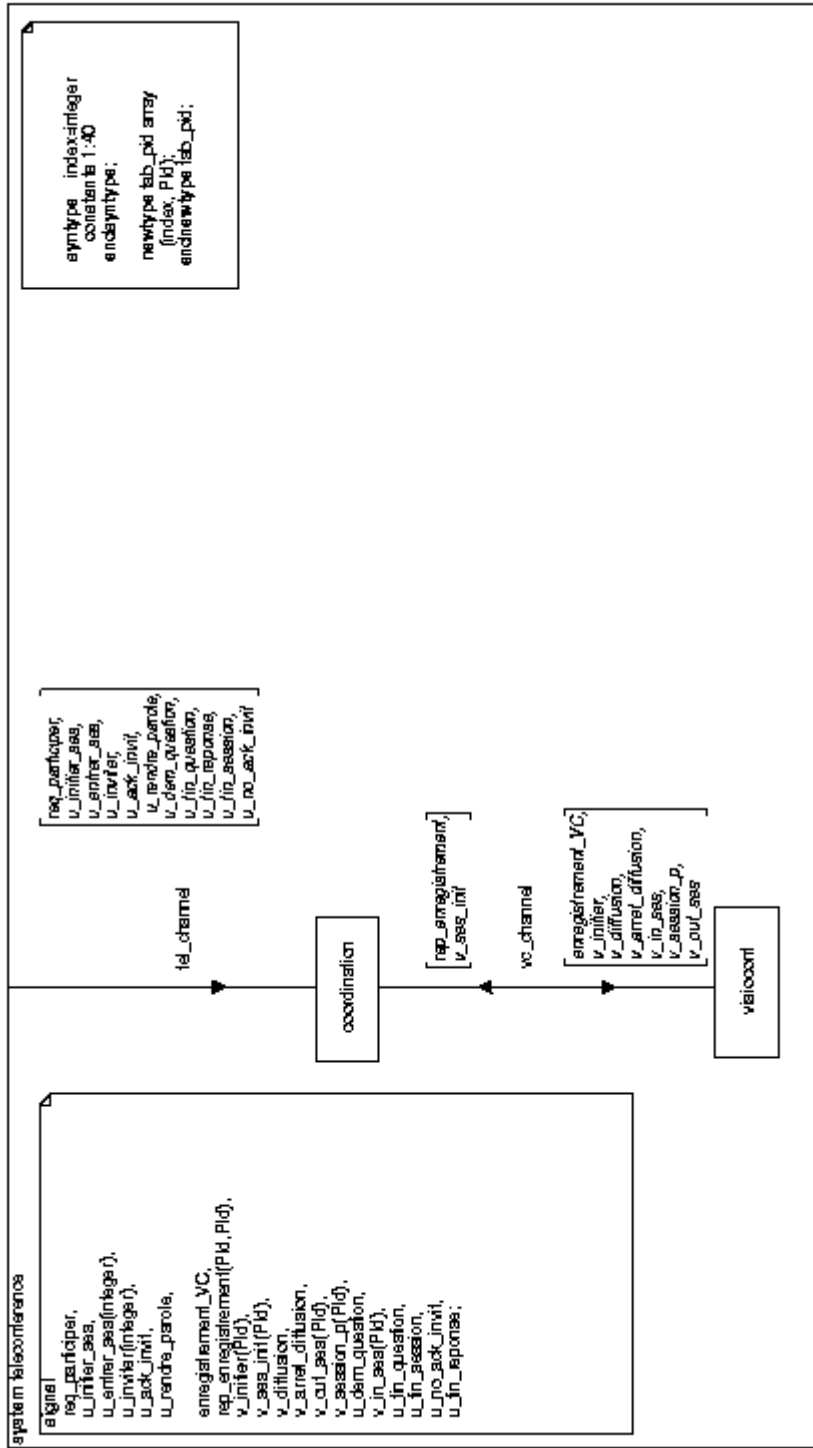 system teleconference
signal
req_participer,
u_initier_ses,
u_entrer_ses(integer),
u_inviter(integer),
u_ack_invit,
u_rendre_parole,
enregistrement_VC,
rep_enregistrement(PId,PId),
v_initier(PId),
v_ses_init(PId),
v_diffusion,
v_arret_diffusion,
v_out_ses(PId),
v_session_p(PId),
u_dem_question,
v_in_ses(PId),
u_fin_question,
u_fin_session,
u_no_ack_invit,
u_fin_reponse;
tel_channel
req_participer,
u_initier_ses,
u_entrer_ses,
u_inviter,
u_ack_invit,
u_rendre_parole,
u_dem_question,
u_fin_question,
u_fin_reponse,
u_fin_session,
u_no_ack_invit
coordination
rep_enregistrement,
v_ses_init
vc_channel
enregistrement_VC,
v_initier,
v_diffusion,
v_arret_diffusion,
v_in_ses,
v_session_p,
v_out_ses
visioconf
syntype index=integer
constants 1:40
endsyntype;
newtype tab_pid array
(index, PId);
endnewtype tab_pid;